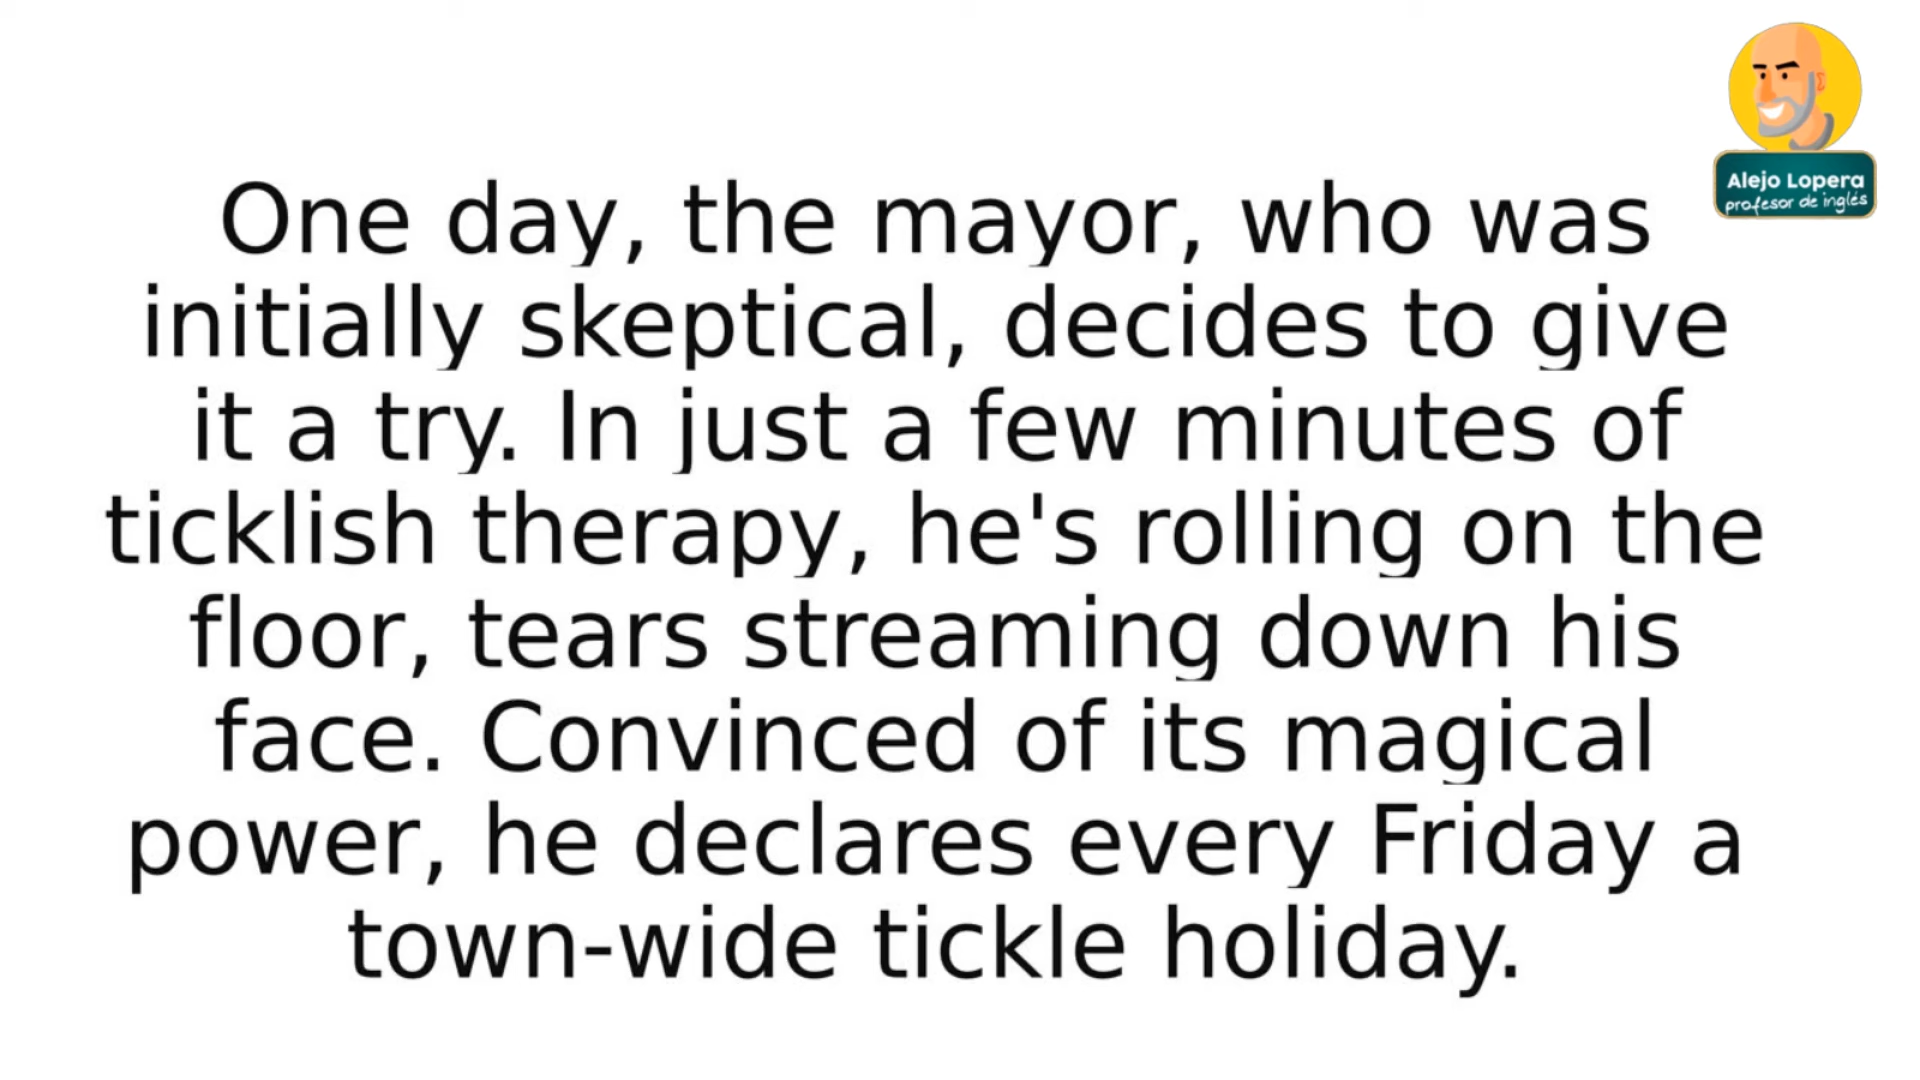 Alejo Lopera
profesor de inglés
One day, the mayor, who was
initially skeptical, decides to give
it a try. In just a few minutes of
ticklish therapy, he's rolling on the
floor, tears streaming down his
face. Convinced of its magical
power, he declares every Friday a
town-wide tickle holiday.